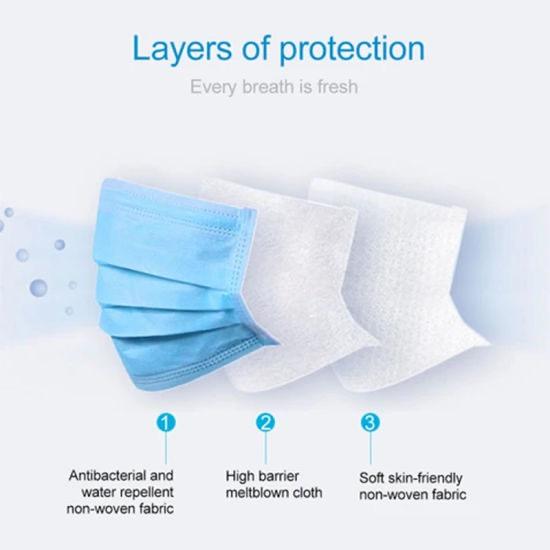 Layers of protection
Every breath is fresh
1
2
3
Antibacterial and
water repellent
non-woven fabric
High barrier
meltblown cloth
Soft skin-friendly
non-woven fabric